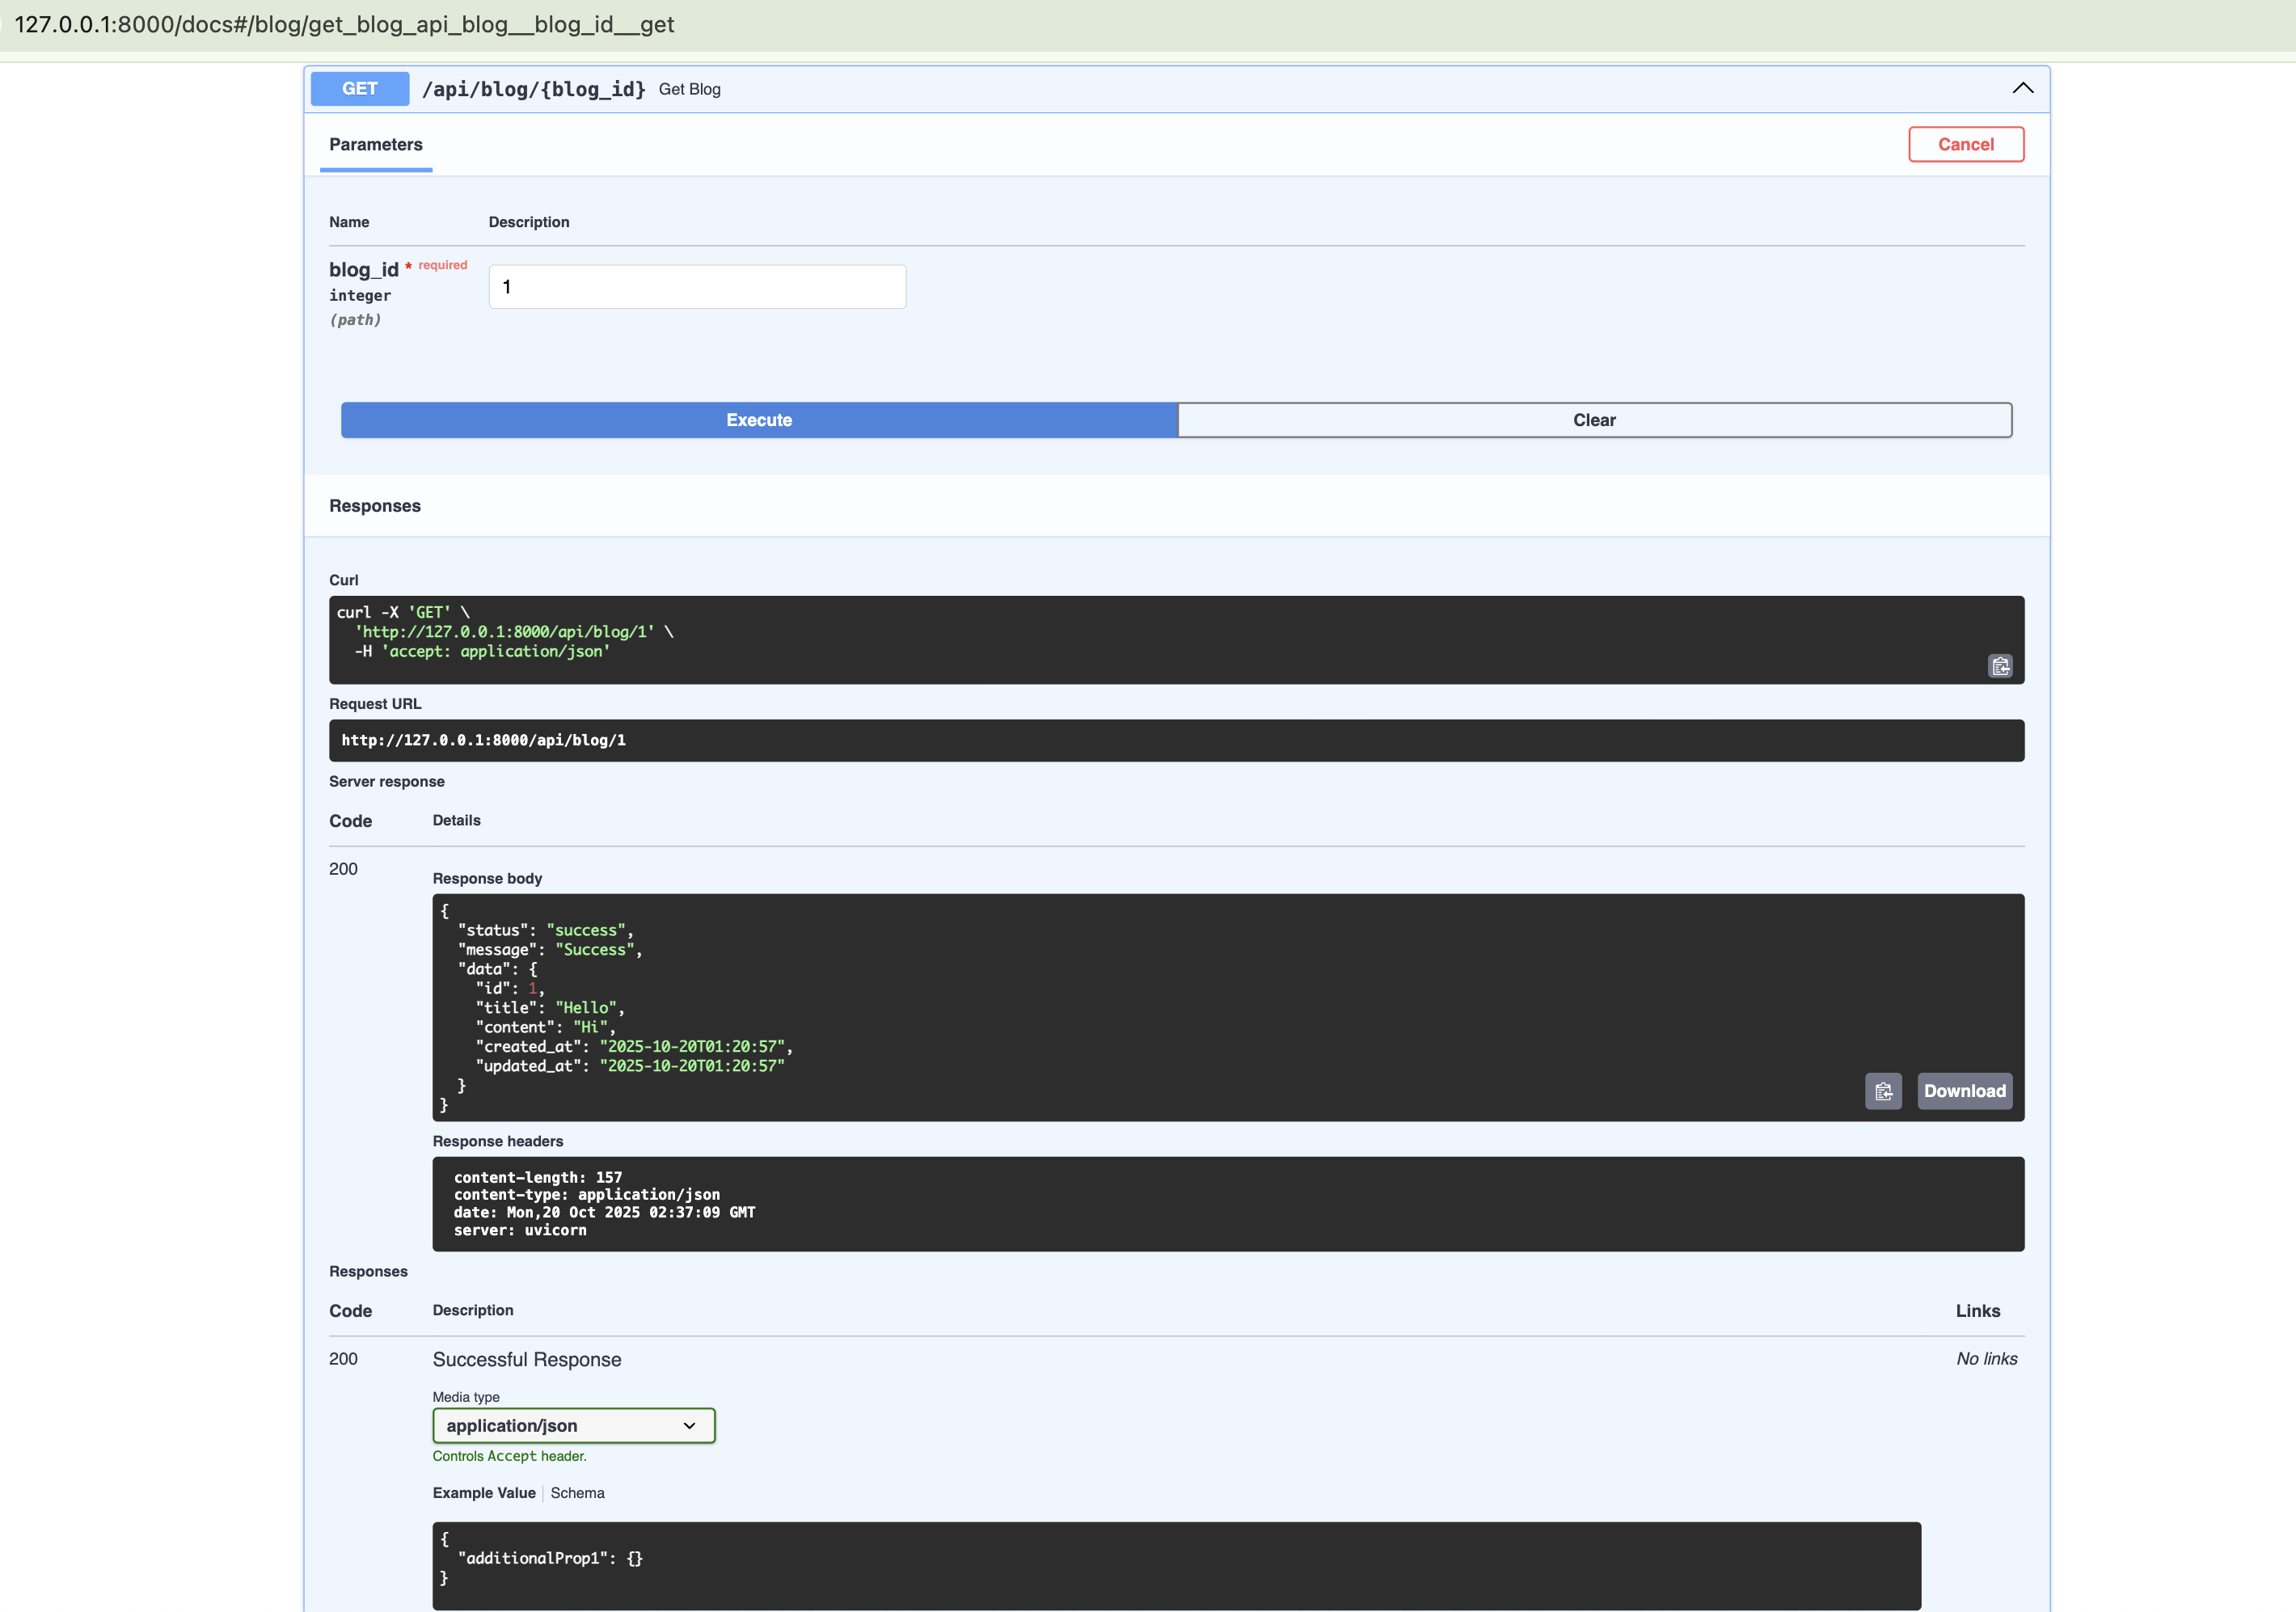 127.0.0.1:8000/docs#/blog/get_blog_api_blog__blog_id__get
GET /api/blog/{blog_id} Get Blog
Parameters Cancel
Name Description
blog_id * required
integer
(path)
1
Execute Clear
Responses
Curl
curl -X 'GET' \
  'http://127.0.0.1:8000/api/blog/1' \
  -H 'accept: application/json'
Request URL
http://127.0.0.1:8000/api/blog/1
Server response
Code Details
200
Response body
{
  "status": "success",
  "message": "Success",
  "data": {
    "id": 1,
    "title": "Hello",
    "content": "Hi",
    "created_at": "2025-10-20T01:20:57",
    "updated_at": "2025-10-20T01:20:57"
  }
}
Download
Response headers
content-length: 157
content-type: application/json
date: Mon,20 Oct 2025 02:37:09 GMT
server: uvicorn
Responses
Code Description Links
200 Successful Response No links
Media type
application/json
Controls Accept header.
Example Value Schema
{
  "additionalProp1": {}
}